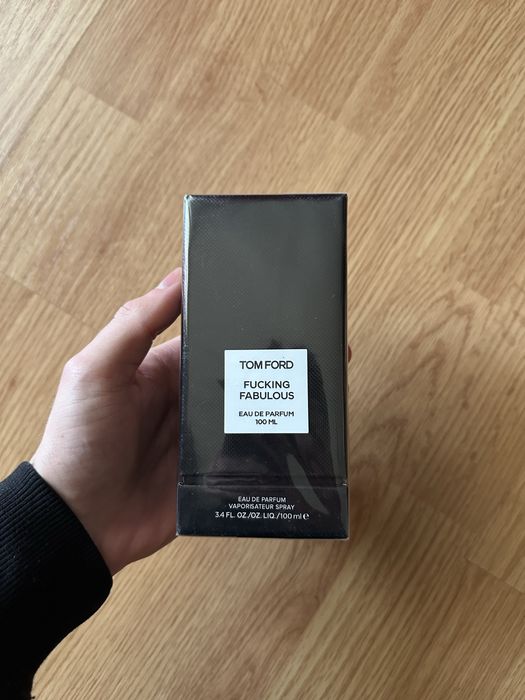 TOM FORD
FUCKING
FABULOUS
EAU DE PARFUM
100 ML
EAU DE PARFUM
VAPORISATEUR SPRAY
3.4 FL. OZ./OZ. LIQ./100 ml ℮